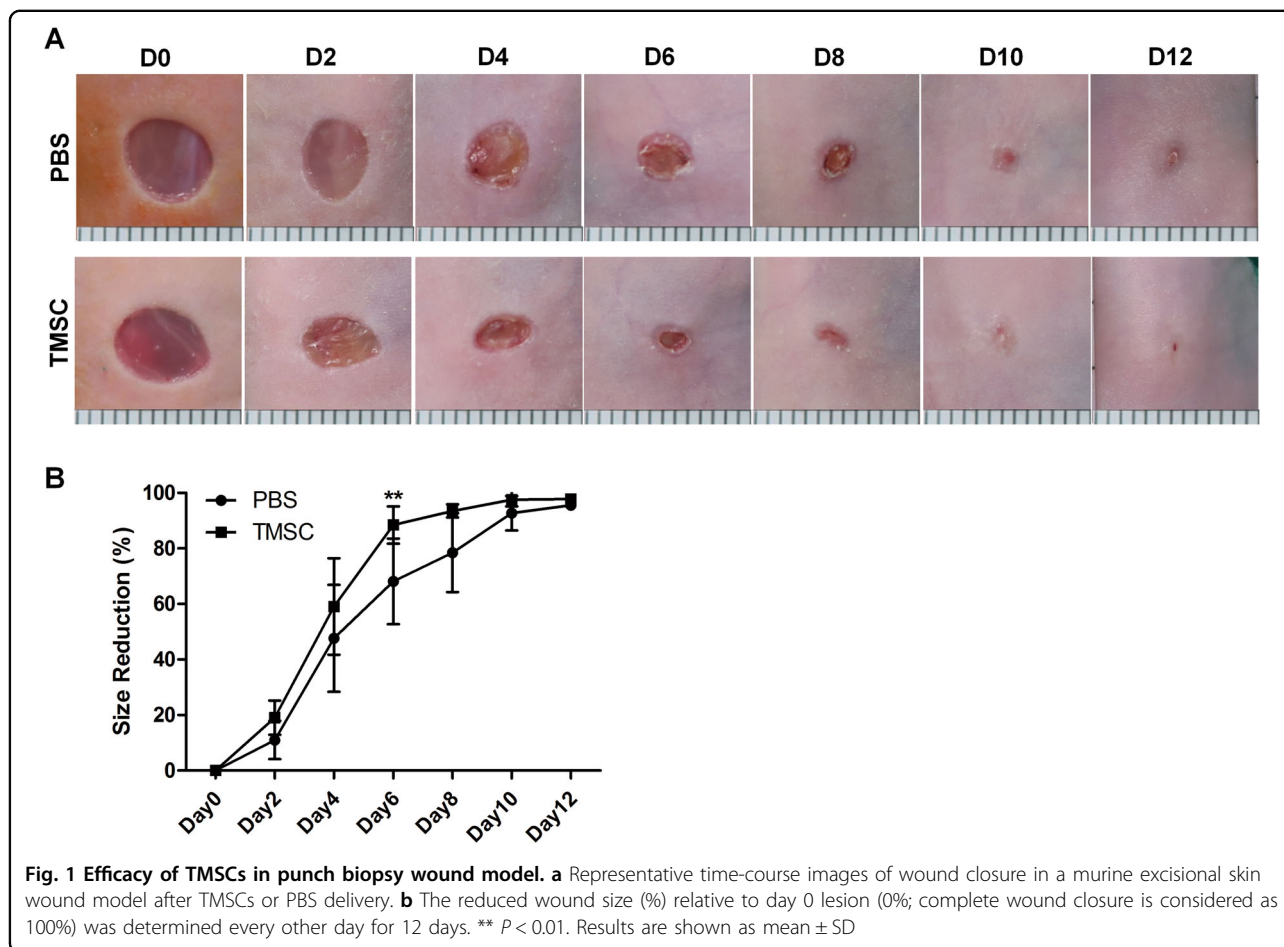 A
D0 D2 D4 D6 D8 D10 D12
PBS
TMSC
B
PBS
TMSC
**
Size Reduction (%)
100
80
60
40
20
0
Day0 Day2 Day4 Day6 Day8 Day10 Day12
Fig. 1 Efficacy of TMSCs in punch biopsy wound model. a Representative time-course images of wound closure in a murine excisional skin
wound model after TMSCs or PBS delivery. b The reduced wound size (%) relative to day 0 lesion (0%; complete wound closure is considered as
100%) was determined every other day for 12 days. ** P < 0.01. Results are shown as mean ± SD